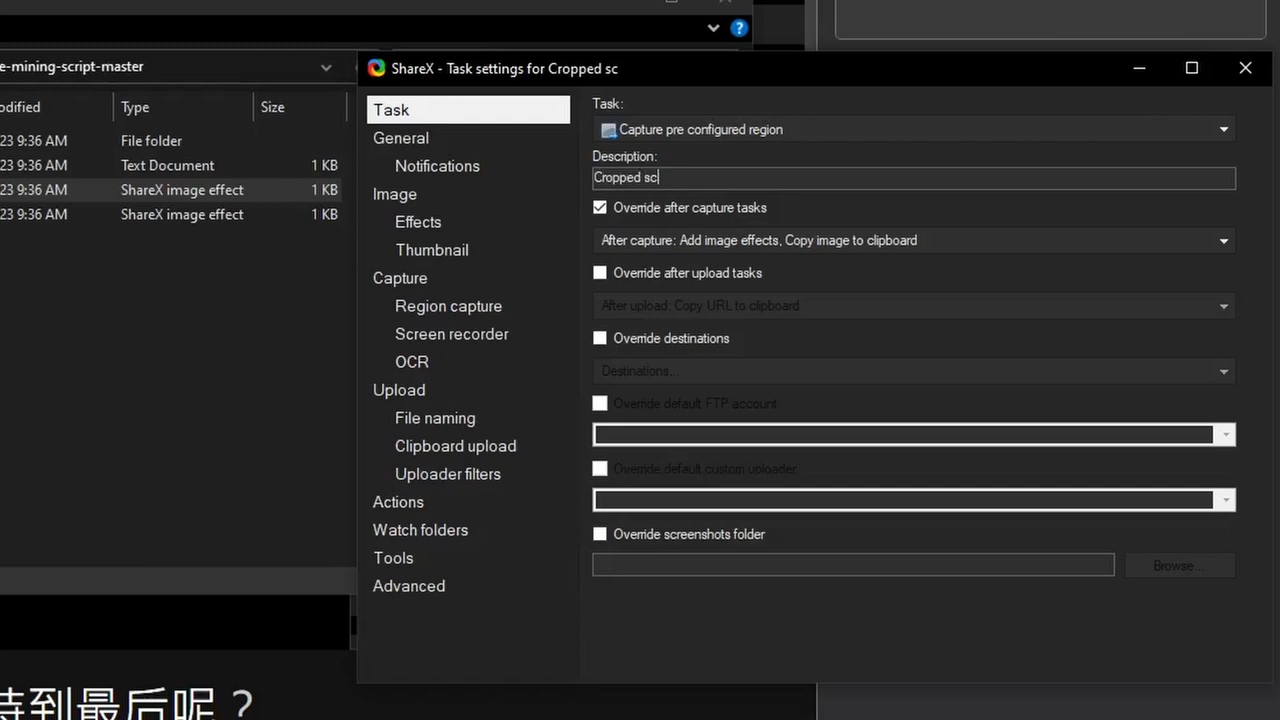 ?
e-mining-script-master
odified
Type
Size
23 9:36 AM
File folder
23 9:36 AM
Text Document
1 KB
23 9:36 AM
ShareX image effect
1 KB
23 9:36 AM
ShareX image effect
1 KB
待到最后呢？
ShareX - Task settings for Cropped sc
Task
General
Notifications
Image
Effects
Thumbnail
Capture
Region capture
Screen recorder
OCR
Upload
File naming
Clipboard upload
Uploader filters
Actions
Watch folders
Tools
Advanced
Task:
Capture pre configured region
Description:
Cropped sc
Override after capture tasks
After capture: Add image effects, Copy image to clipboard
Override after upload tasks
After upload: Copy URL to clipboard
Override destinations
Destinations...
Override default FTP account
Override default custom uploader
Override screenshots folder
Browse...